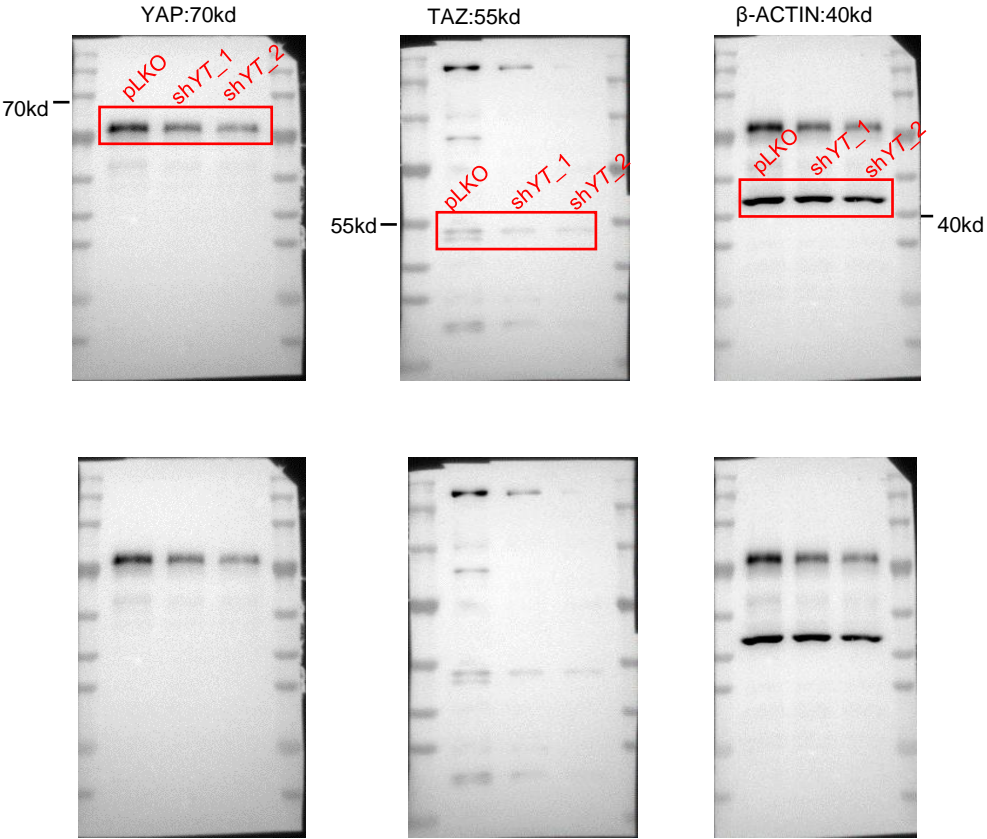 YAP:70kd
TAZ:55kd
β-ACTIN:40kd
70kd
pLKO
shYT_1
shYT_2
55kd
pLKO
shYT_1
shYT_2
pLKO
shYT_1
shYT_2
40kd